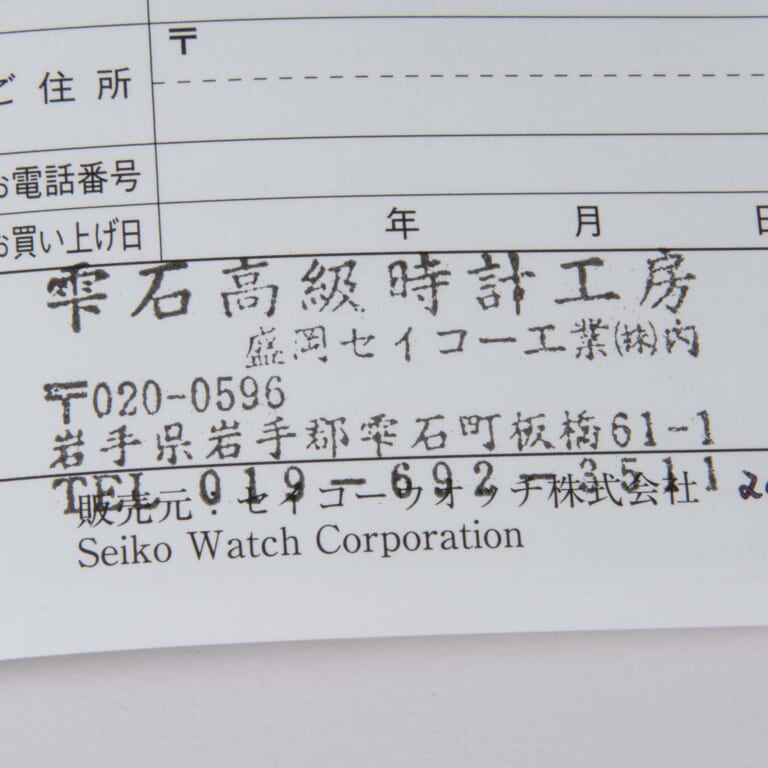 〒
ご住所
お電話番号
お買い上げ日 年 月 日
雫石高級時計工房
盛岡セイコー工業㈱内
〒020-0596
岩手県岩手郡雫石町板橋61-1
TEL 019-692-3511
販売元：セイコーウオッチ株式会社
Seiko Watch Corporation